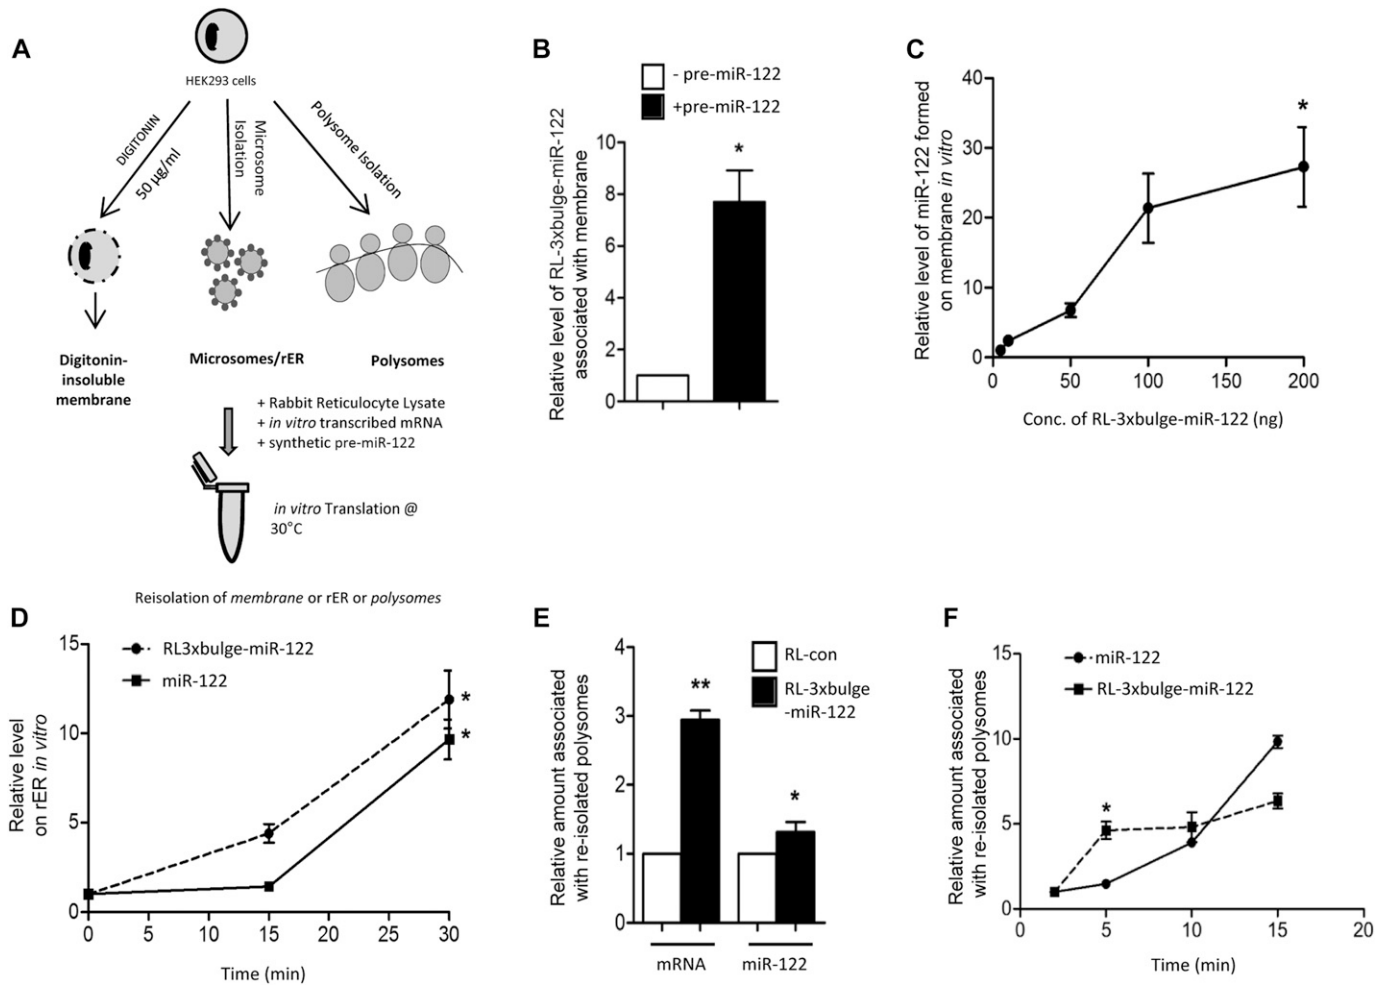 A
HEK293 cells
DIGITONIN
50 µg/ml
Microsome
Isolation
Polysome Isolation
Digitonin-
insoluble
membrane
Microsomes/rER
Polysomes
+ Rabbit Reticulocyte Lysate
+ in vitro transcribed mRNA
+ synthetic pre-miR-122
in vitro Translation @
30°C
Reisolation of membrane or rER or polysomes
B
- pre-miR-122
+pre-miR-122
Relative level of RL-3xbulge-miR-122
associated with membrane
10
8
6
4
2
0
*
C
Relative level of miR-122 formed
on membrane in vitro
40
30
20
10
0
*
0 50 100 150 200
Conc. of RL-3xbulge-miR-122 (ng)
D
RL3xbulge-miR-122
miR-122
Relative level
on rER in vitro
15
10
5
0
*
*
0 5 10 15 20 25 30
Time (min)
E
RL-con
RL-3xbulge
-miR-122
Relative amount associated
with re-isolated polysomes
4
3
2
1
0
**
*
mRNA miR-122
F
miR-122
RL-3xbulge-miR-122
Relative amount associated
with re-isolated polysomes
15
10
5
0
*
0 5 10 15 20
Time (min)